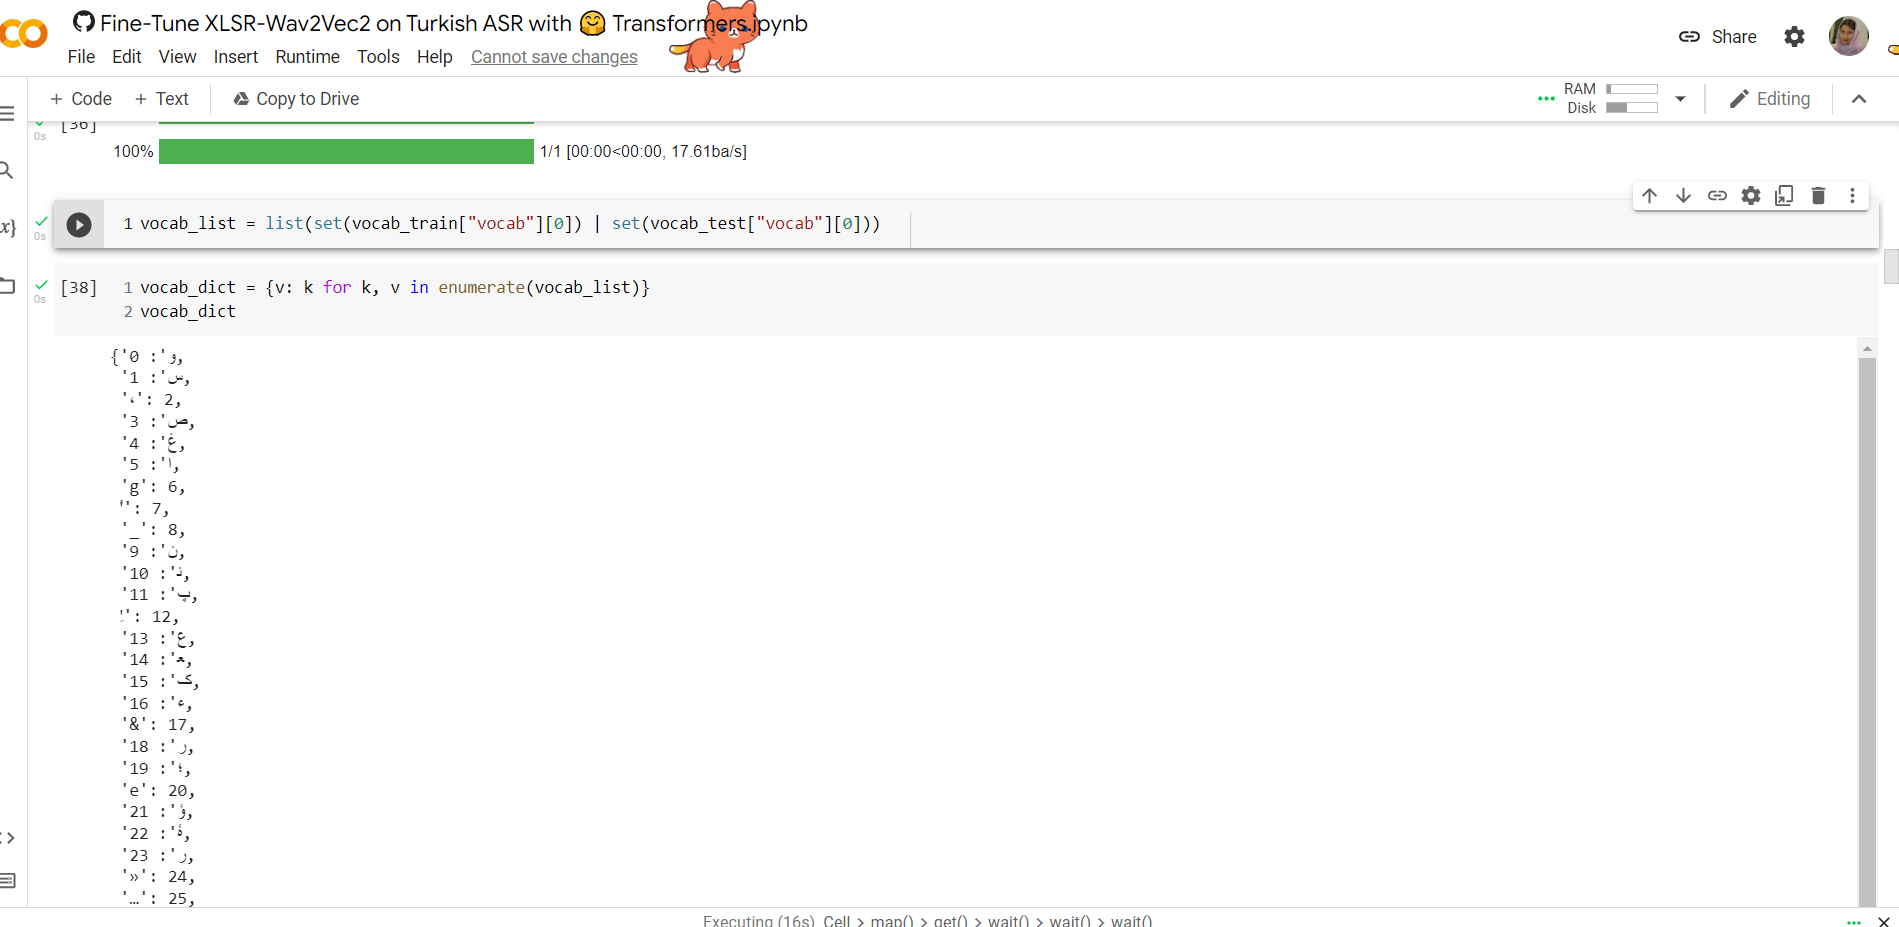 Fine-Tune XLSR-Wav2Vec2 on Turkish ASR with 🤗 Transformers.ipynb
File Edit View Insert Runtime Tools Help Cannot save changes
Share
+ Code + Text Copy to Drive
RAM
Disk
Editing
[36]
0s
100% 1/1 [00:00<00:00, 17.61ba/s]
0s
1 vocab_list = list(set(vocab_train["vocab"][0]) | set(vocab_test["vocab"][0]))
[38]
0s
1 vocab_dict = {v: k for k, v in enumerate(vocab_list)}
2 vocab_dict
{'و': 0,
'س': 1,
'،': 2,
'ص': 3,
'غ': 4,
'ا': 5,
'g': 6,
': 7,
'_': 8,
'ن': 9,
'ﺫ': 10,
'پ': 11,
': 12,
'ع': 13,
'ﻌ': 14,
'ک': 15,
'ء': 16,
'&': 17,
'ر': 18,
'؛': 19,
'e': 20,
'ؤ': 21,
'ۀ': 22,
'ر': 23,
'»': 24,
'…': 25,
Executing (16s) Cell > map() > get() > wait() > wait() > wait()